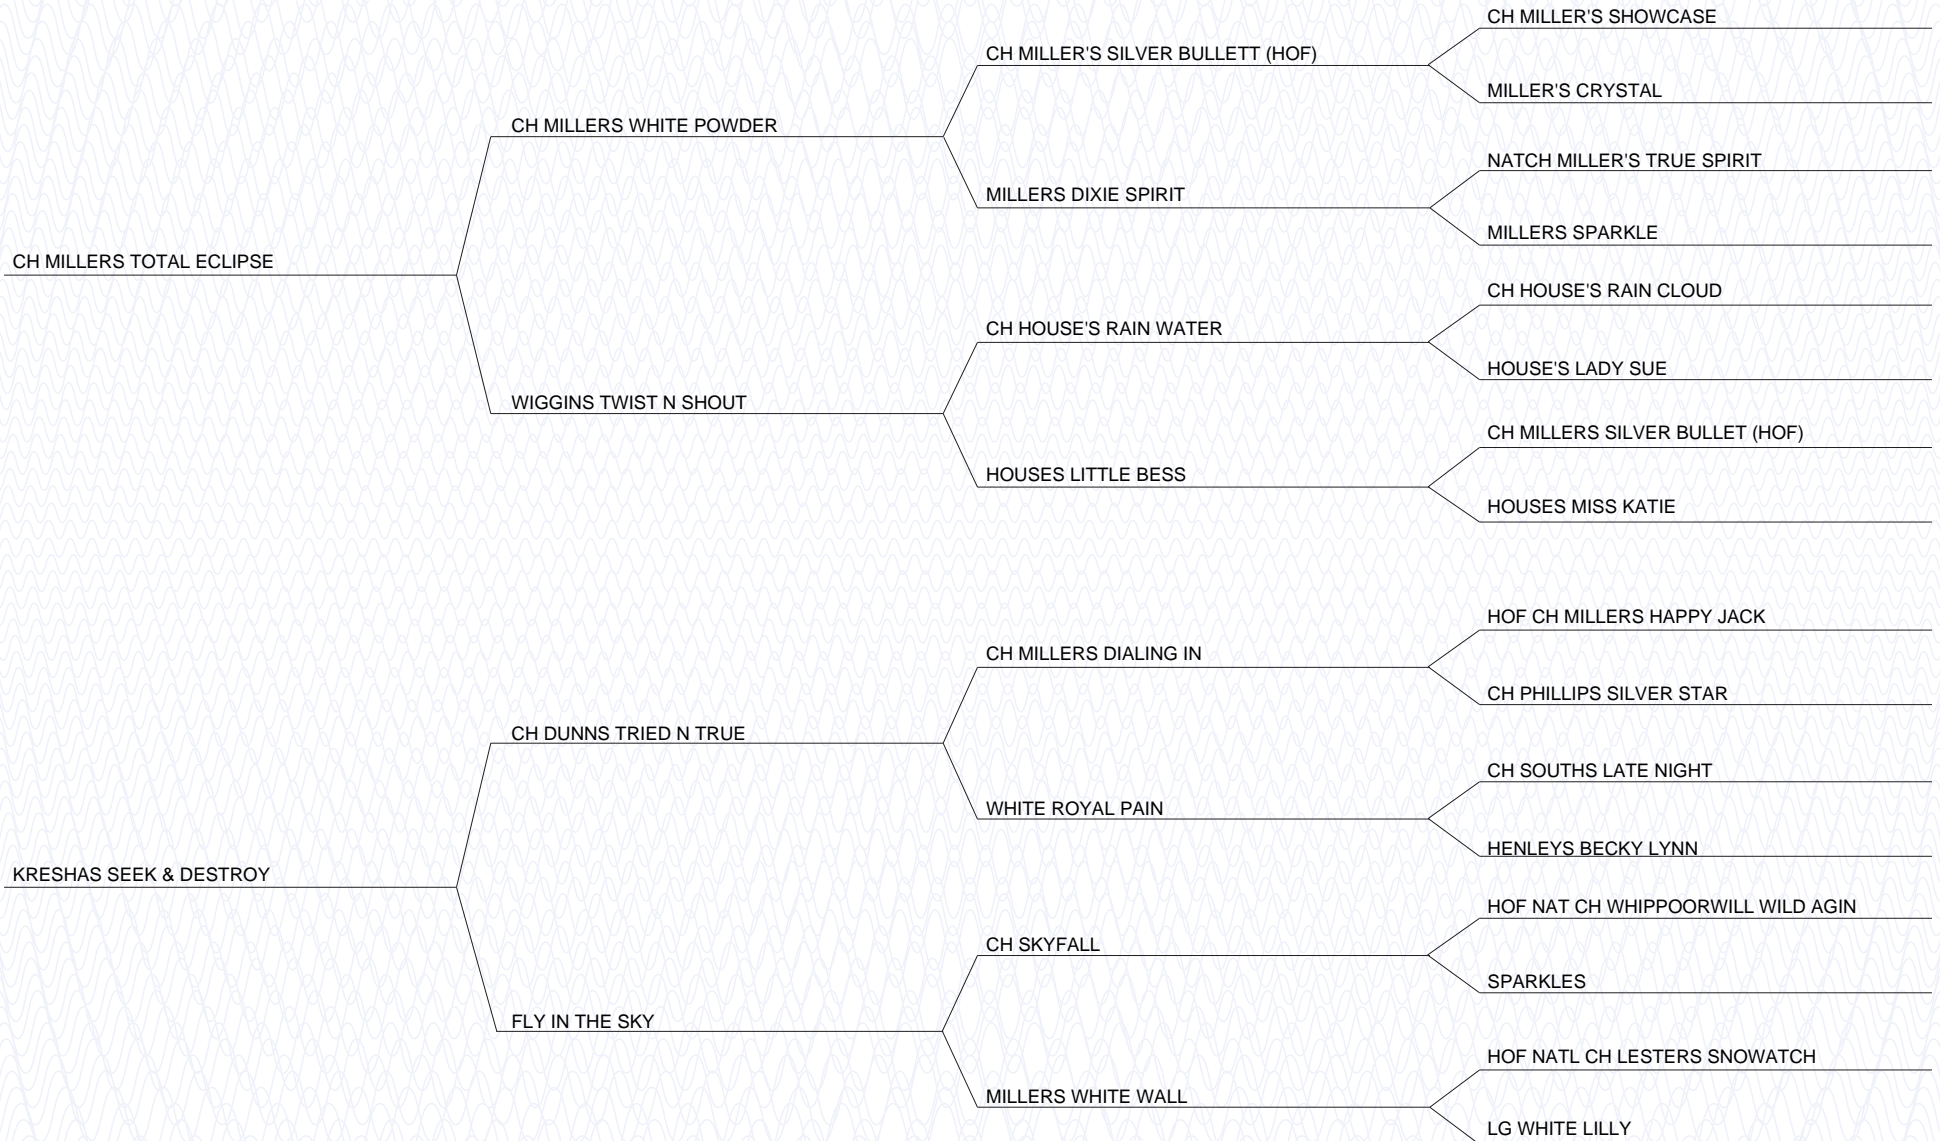 CH MILLER'S SHOWCASE
CH MILLER'S SILVER BULLETT (HOF)
MILLER'S CRYSTAL
CH MILLERS WHITE POWDER
NATCH MILLER'S TRUE SPIRIT
MILLERS DIXIE SPIRIT
MILLERS SPARKLE
CH MILLERS TOTAL ECLIPSE
CH HOUSE'S RAIN CLOUD
CH HOUSE'S RAIN WATER
HOUSE'S LADY SUE
WIGGINS TWIST N SHOUT
CH MILLERS SILVER BULLET (HOF)
HOUSES LITTLE BESS
HOUSES MISS KATIE
HOF CH MILLERS HAPPY JACK
CH MILLERS DIALING IN
CH PHILLIPS SILVER STAR
CH DUNNS TRIED N TRUE
CH SOUTHS LATE NIGHT
WHITE ROYAL PAIN
HENLEYS BECKY LYNN
KRESHAS SEEK & DESTROY
HOF NAT CH WHIPPOORWILL WILD AGIN
CH SKYFALL
SPARKLES
FLY IN THE SKY
HOF NATL CH LESTERS SNOWATCH
MILLERS WHITE WALL
LG WHITE LILLY